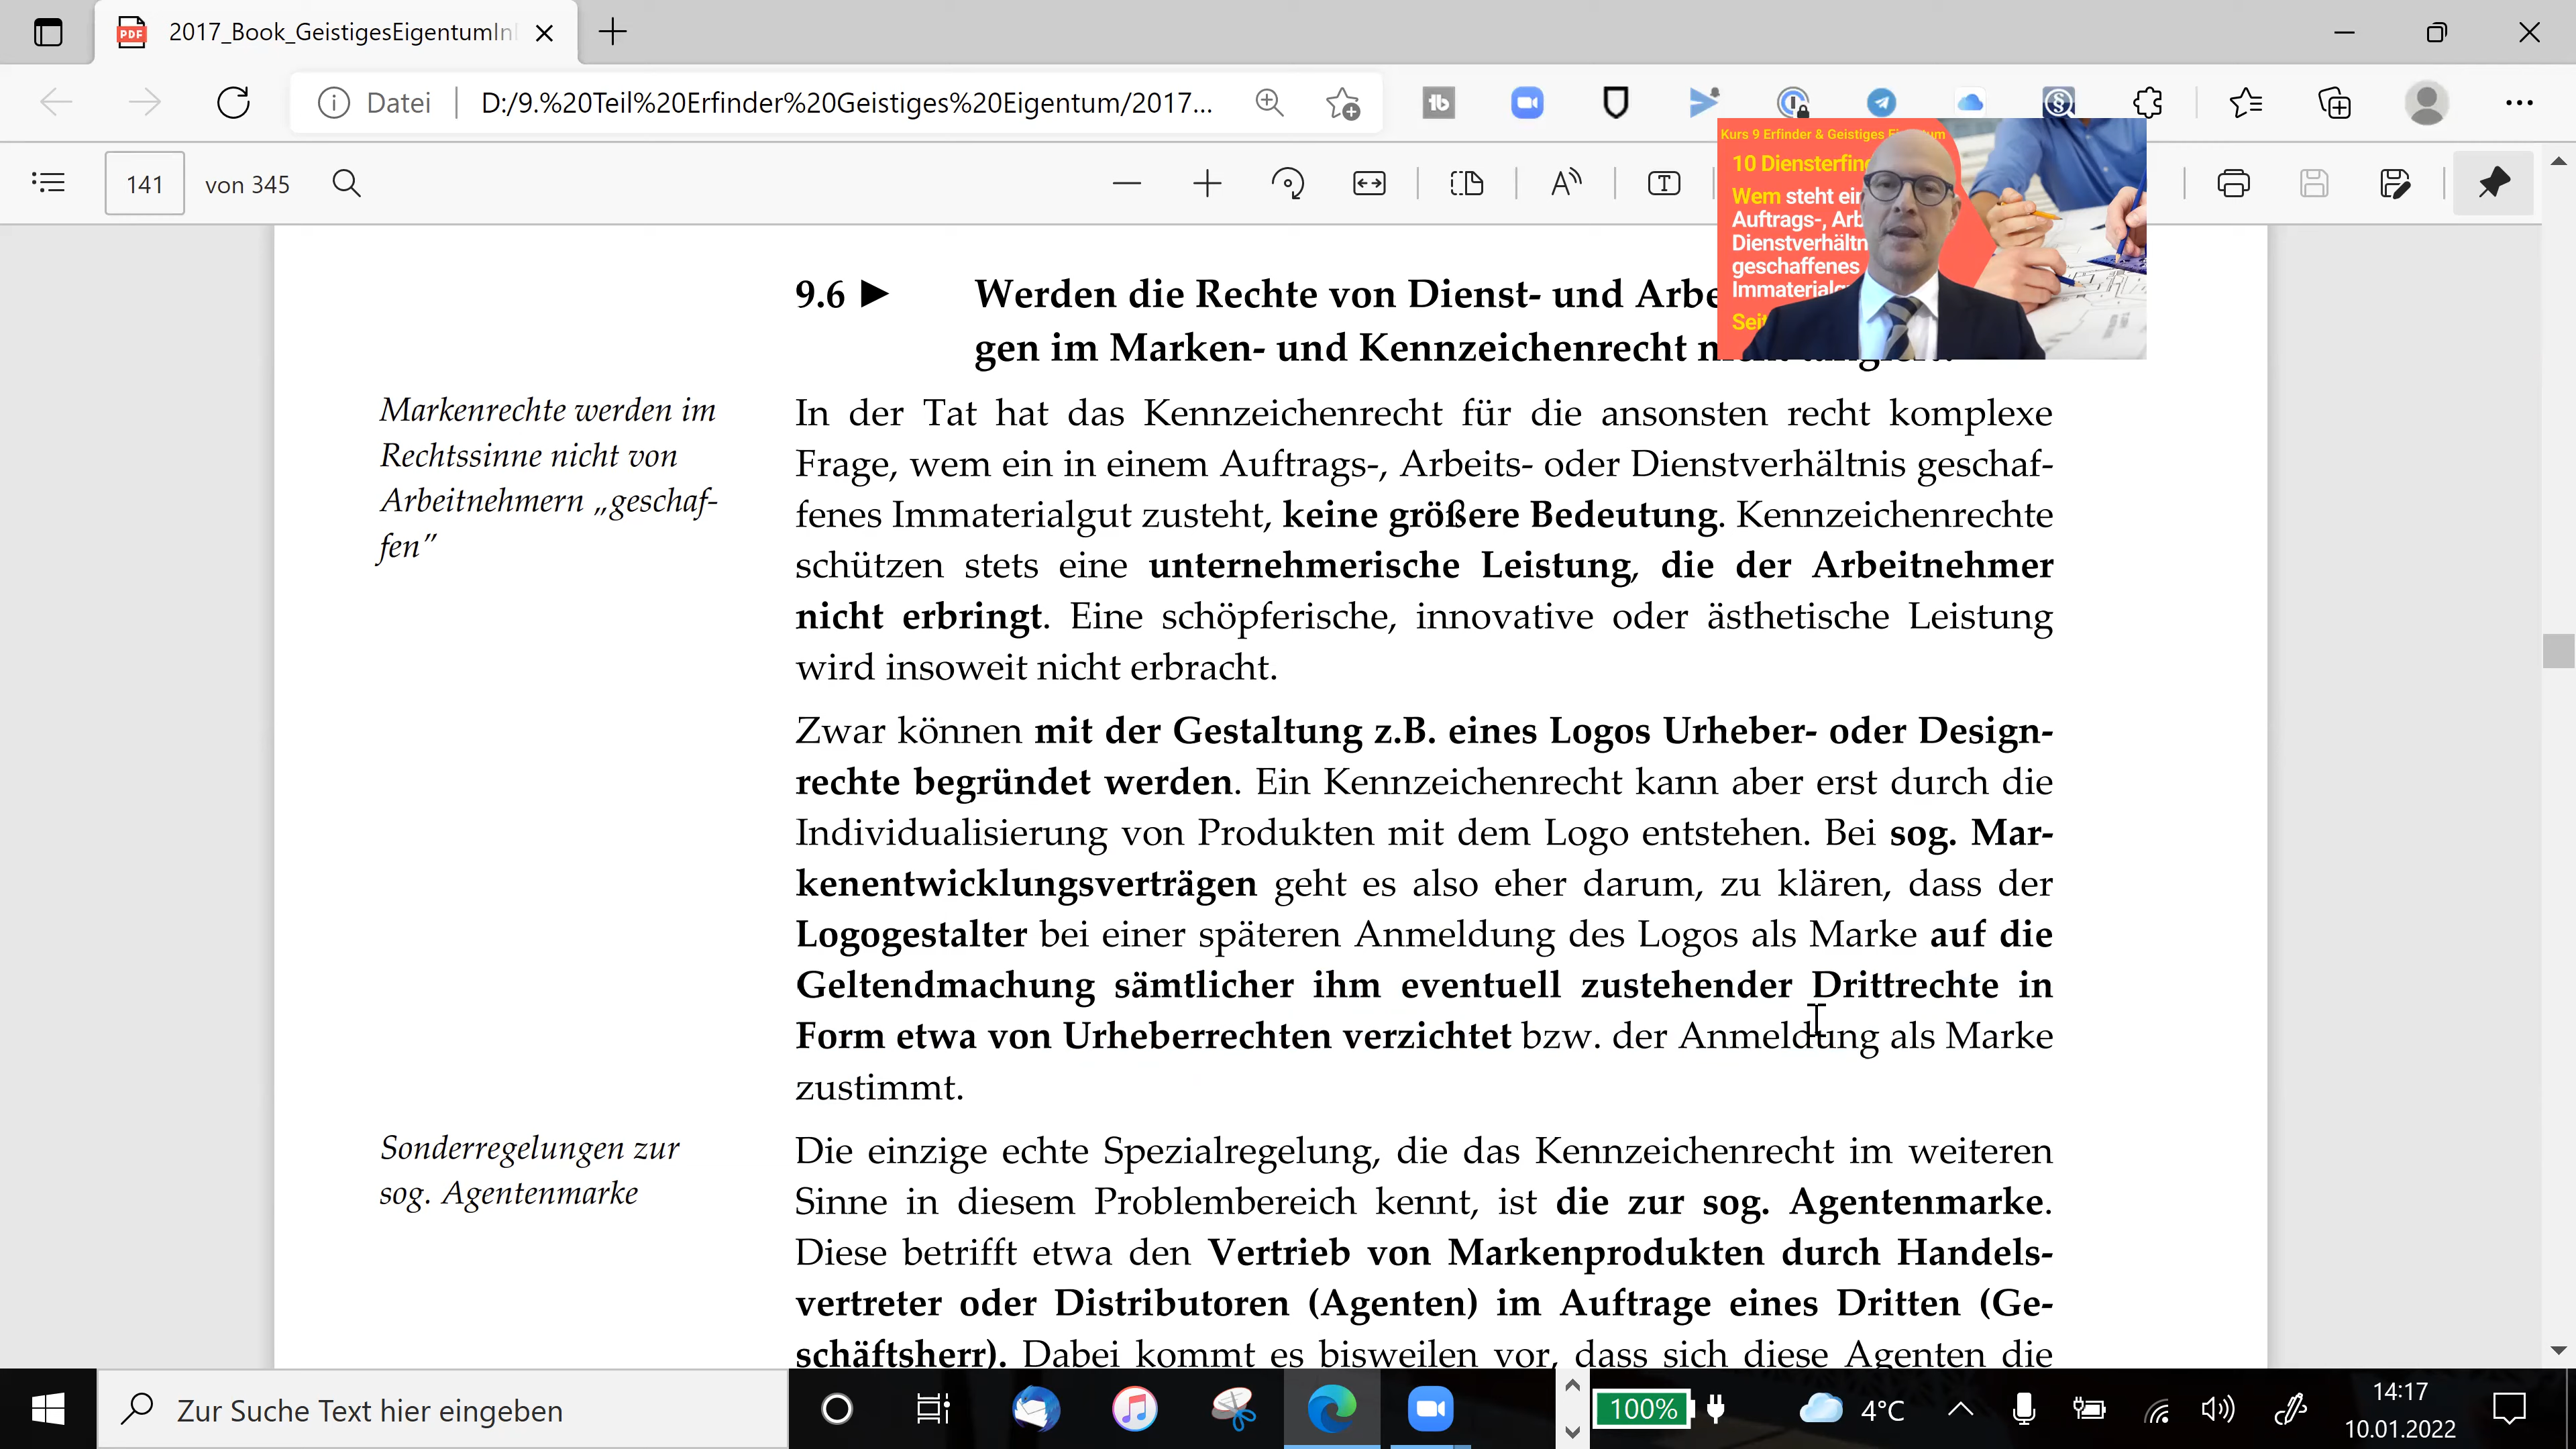 2017_Book_GeistigesEigentumInI
Datei
D:/9.%20Teil%20Erfinder%20Geistiges%20Eigentum/2017...
141 von 345
Kurs 9 Erfinder & Geistiges
10
Wem steht
Auftrags-,
geschaffenes
9.6 ► Werden die Rechte von Dienst- und
gen im Marken- und Kennzeichenrecht
Markenrechte werden im
Rechtssinne nicht von
Arbeitnehmern „geschaf-
fen”
In der Tat hat das Kennzeichenrecht für die ansonsten recht komplexe
Frage, wem ein in einem Auftrags-, Arbeits- oder Dienstverhältnis geschaf-
fenes Immaterialgut zusteht, keine größere Bedeutung. Kennzeichenrechte
schützen stets eine unternehmerische Leistung, die der Arbeitnehmer
nicht erbringt. Eine schöpferische, innovative oder ästhetische Leistung
wird insoweit nicht erbracht.
Zwar können mit der Gestaltung z.B. eines Logos Urheber- oder Design-
rechte begründet werden. Ein Kennzeichenrecht kann aber erst durch die
Individualisierung von Produkten mit dem Logo entstehen. Bei sog. Mar-
kenentwicklungsverträgen geht es also eher darum, zu klären, dass der
Logogestalter bei einer späteren Anmeldung des Logos als Marke auf die
Geltendmachung sämtlicher ihm eventuell zustehender Drittrechte in
Form etwa von Urheberrechten verzichtet bzw. der Anmeldung als Marke
zustimmt.
Sonderregelungen zur
sog. Agentenmarke
Die einzige echte Spezialregelung, die das Kennzeichenrecht im weiteren
Sinne in diesem Problembereich kennt, ist die zur sog. Agentenmarke.
Diese betrifft etwa den Vertrieb von Markenprodukten durch Handels-
vertreter oder Distributoren (Agenten) im Auftrage eines Dritten (Ge-
schäftsherr). Dabei kommt es bisweilen vor, dass sich diese Agenten die
Zur Suche Text hier eingeben
100%
4°C
14:17
10.01.2022